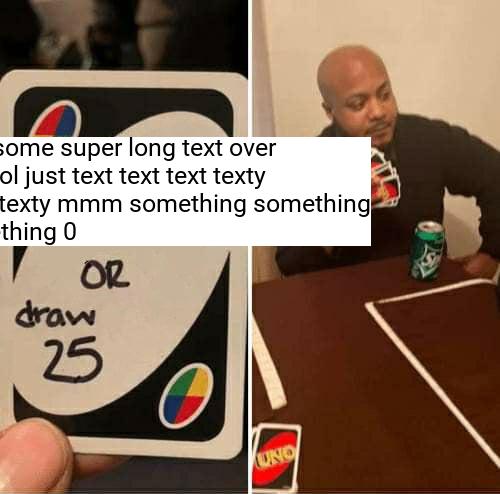 some super long text over
ol just text text text texty
texty mmm something something
thing 0
OR
draw
25
UNO